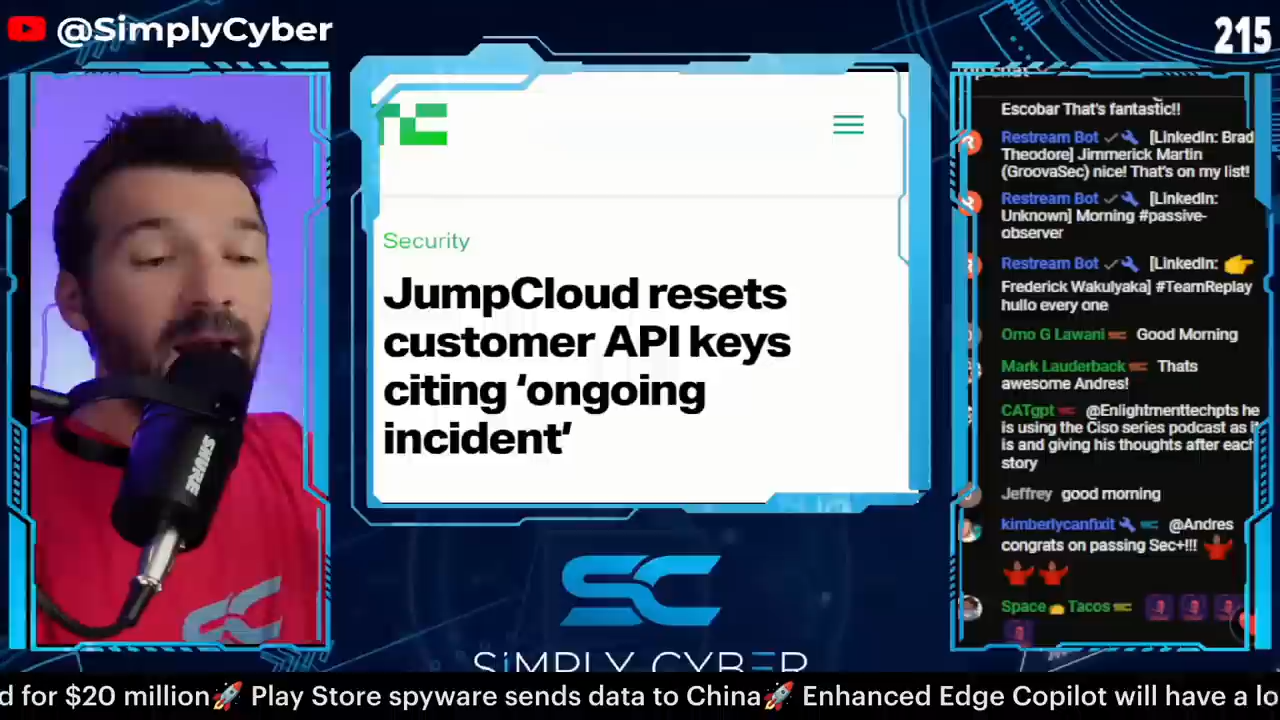 @SimplyCyber
215
TC
Security
JumpCloud resets
customer API keys
citing ‘ongoing
incident’
SC
SiMPLY CYBER
SHURE
Escobar That's fantastic!!
Restream Bot [LinkedIn: Brad
Theodore] Jimmerick Martin
(GroovaSec) nice! That's on my list!
Restream Bot [LinkedIn:
Unknown] Morning #passive-
observer
Restream Bot [LinkedIn: 👉
Frederick Wakulyaka] #TeamReplay
hullo every one
Omo G Lawani Good Morning
Mark Lauderback Thats
awesome Andres!
CATgpt @Enlightmenttechpts he
is using the Ciso series podcast as it
is and giving his thoughts after each
story
Jeffrey good morning
kimberlycanfixit @Andres
congrats on passing Sec+!!!
Space 🌮 Tacos
d for $20 million🚀 Play Store spyware sends data to China🚀 Enhanced Edge Copilot will have a lo